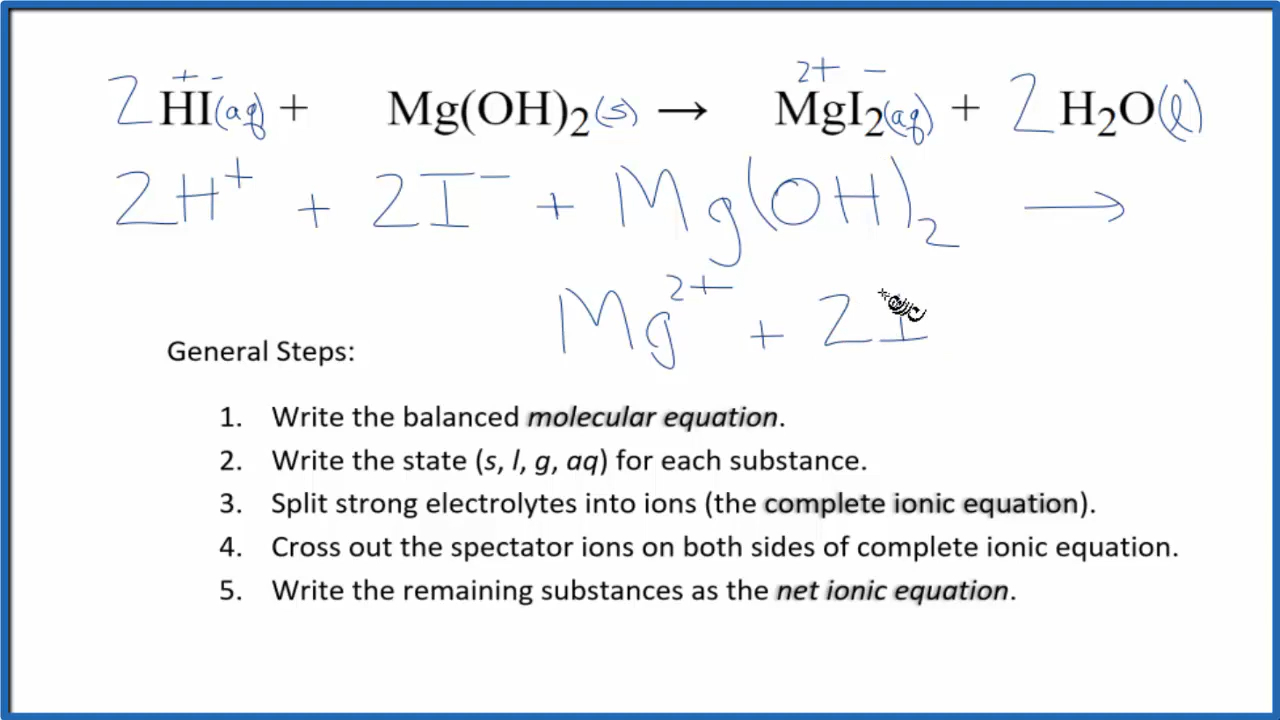 2 HI(aq) + Mg(OH)2(s) → MgI2(aq) + 2 H2O(l)
+ - 2+ -
2H+ + 2I- + Mg(OH)2 →
Mg2+ + 2I
General Steps:
1. Write the balanced molecular equation.
2. Write the state (s, l, g, aq) for each substance.
3. Split strong electrolytes into ions (the complete ionic equation).
4. Cross out the spectator ions on both sides of complete ionic equation.
5. Write the remaining substances as the net ionic equation.